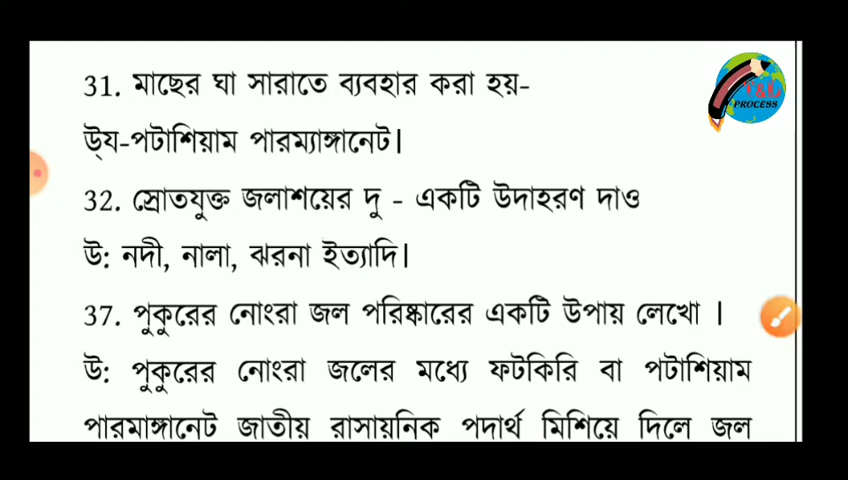 31. মাছের ঘা সারাতে ব্যবহার করা হয়-
উ্য-পটাশিয়াম পারম্যাঙ্গানেট।
32. স্রোতযুক্ত জলাশয়ের দু - একটি উদাহরণ দাও
উ: নদী, নালা, ঝরনা ইত্যাদি।
37. পুকুরের নোংরা জল পরিষ্কারের একটি উপায় লেখো ।
উ: পুকুরের নোংরা জলের মধ্যে ফটকিরি বা পটাশিয়াম
পারমাঙ্গানেট জাতীয় রাসায়নিক পদার্থ মিশিয়ে দিলে জল
PROCESS